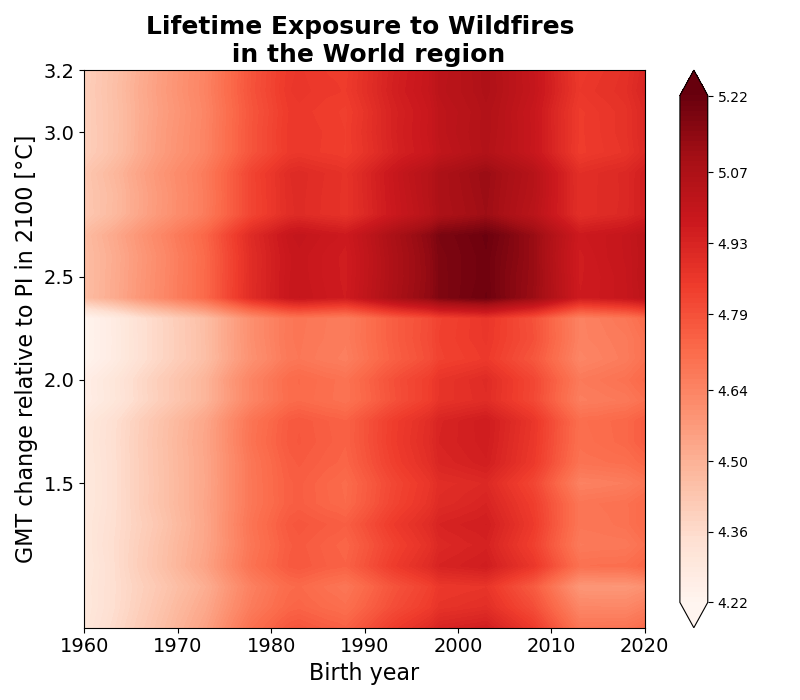 Lifetime Exposure to Wildfires
in the World region
GMT change relative to PI in 2100 [°C]
3.2
3.0
2.5
2.0
1.5
1960 1970 1980 1990 2000 2010 2020
Birth year
5.22
5.07
4.93
4.79
4.64
4.50
4.36
4.22